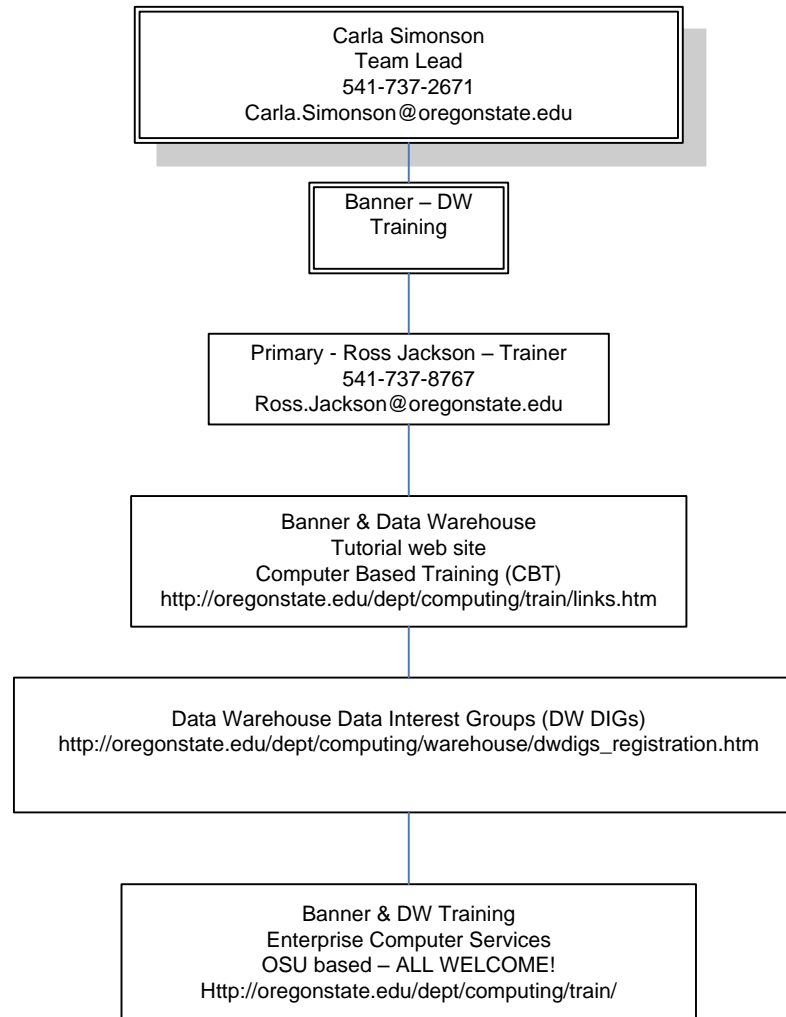 Carla Simonson
Team Lead
541-737-2671
Carla.Simonson@oregonstate.edu
Banner – DW
Training
Primary - Ross Jackson – Trainer
541-737-8767
Ross.Jackson@oregonstate.edu
Banner & Data Warehouse
Tutorial web site
Computer Based Training (CBT)
http://oregonstate.edu/dept/computing/train/links.htm
Data Warehouse Data Interest Groups (DW DIGs)
http://oregonstate.edu/dept/computing/warehouse/dwdigs_registration.htm
Banner & DW Training
Enterprise Computer Services
OSU based – ALL WELCOME!
Http://oregonstate.edu/dept/computing/train/